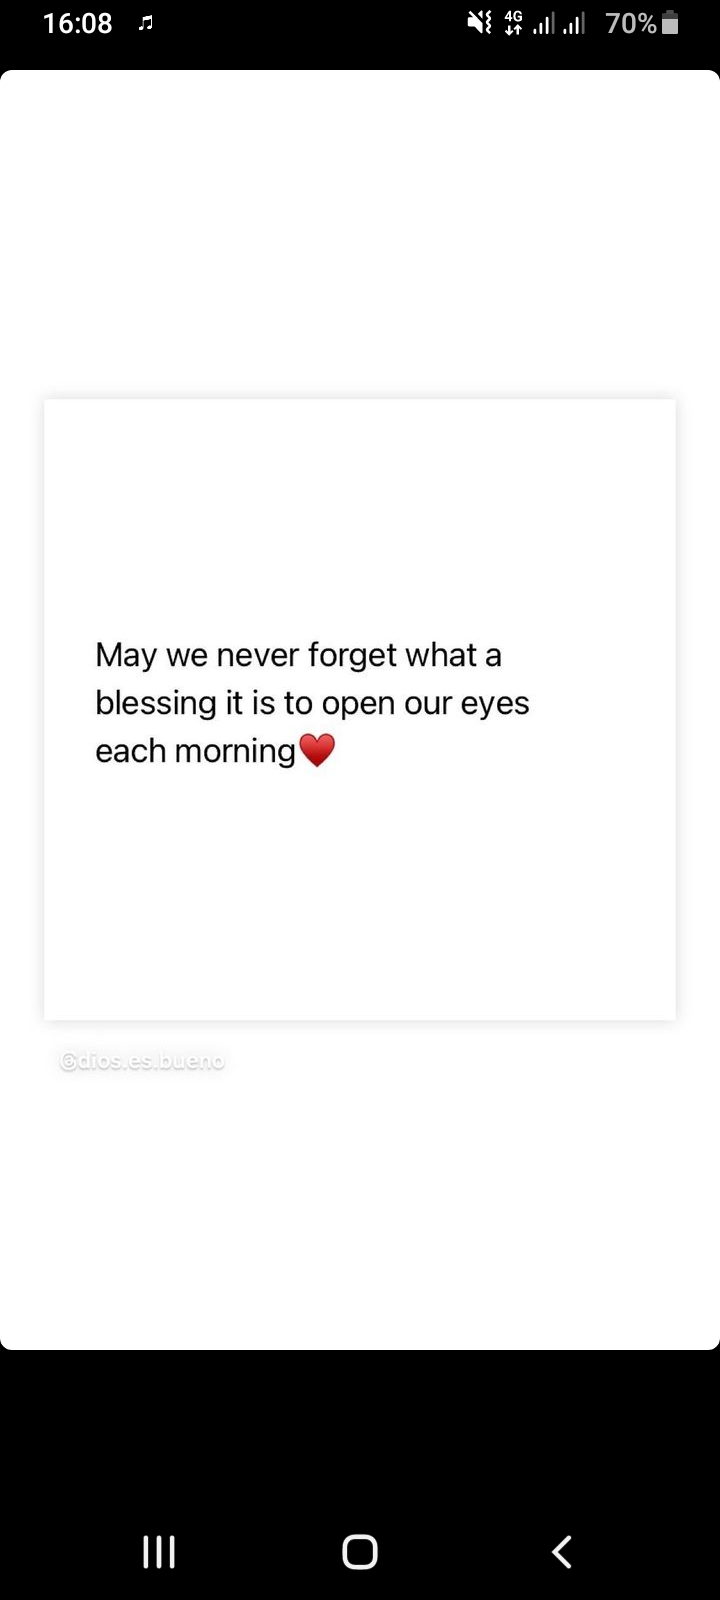 16:08
4G
70%
May we never forget what a
blessing it is to open our eyes
each morning♥️
@dios.es.bueno